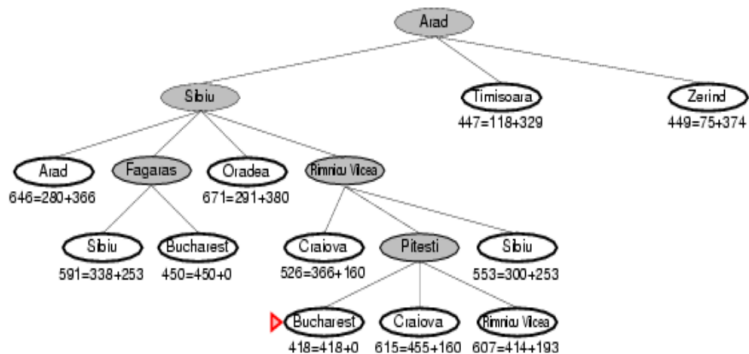 Arad
Sibiu
Timisoara
Zerind
447=118+329
449=75+374
Arad
Fagaras
Oradea
Rimnicu Vilcea
646=280+366
671=291+380
Sibiu
Bucharest
Craiova
Pitesti
Sibiu
591=338+253
450=450+0
526=366+160
553=300+253
Bucharest
Craiova
Rimnicu Vilcea
418=418+0
615=455+160
607=414+193